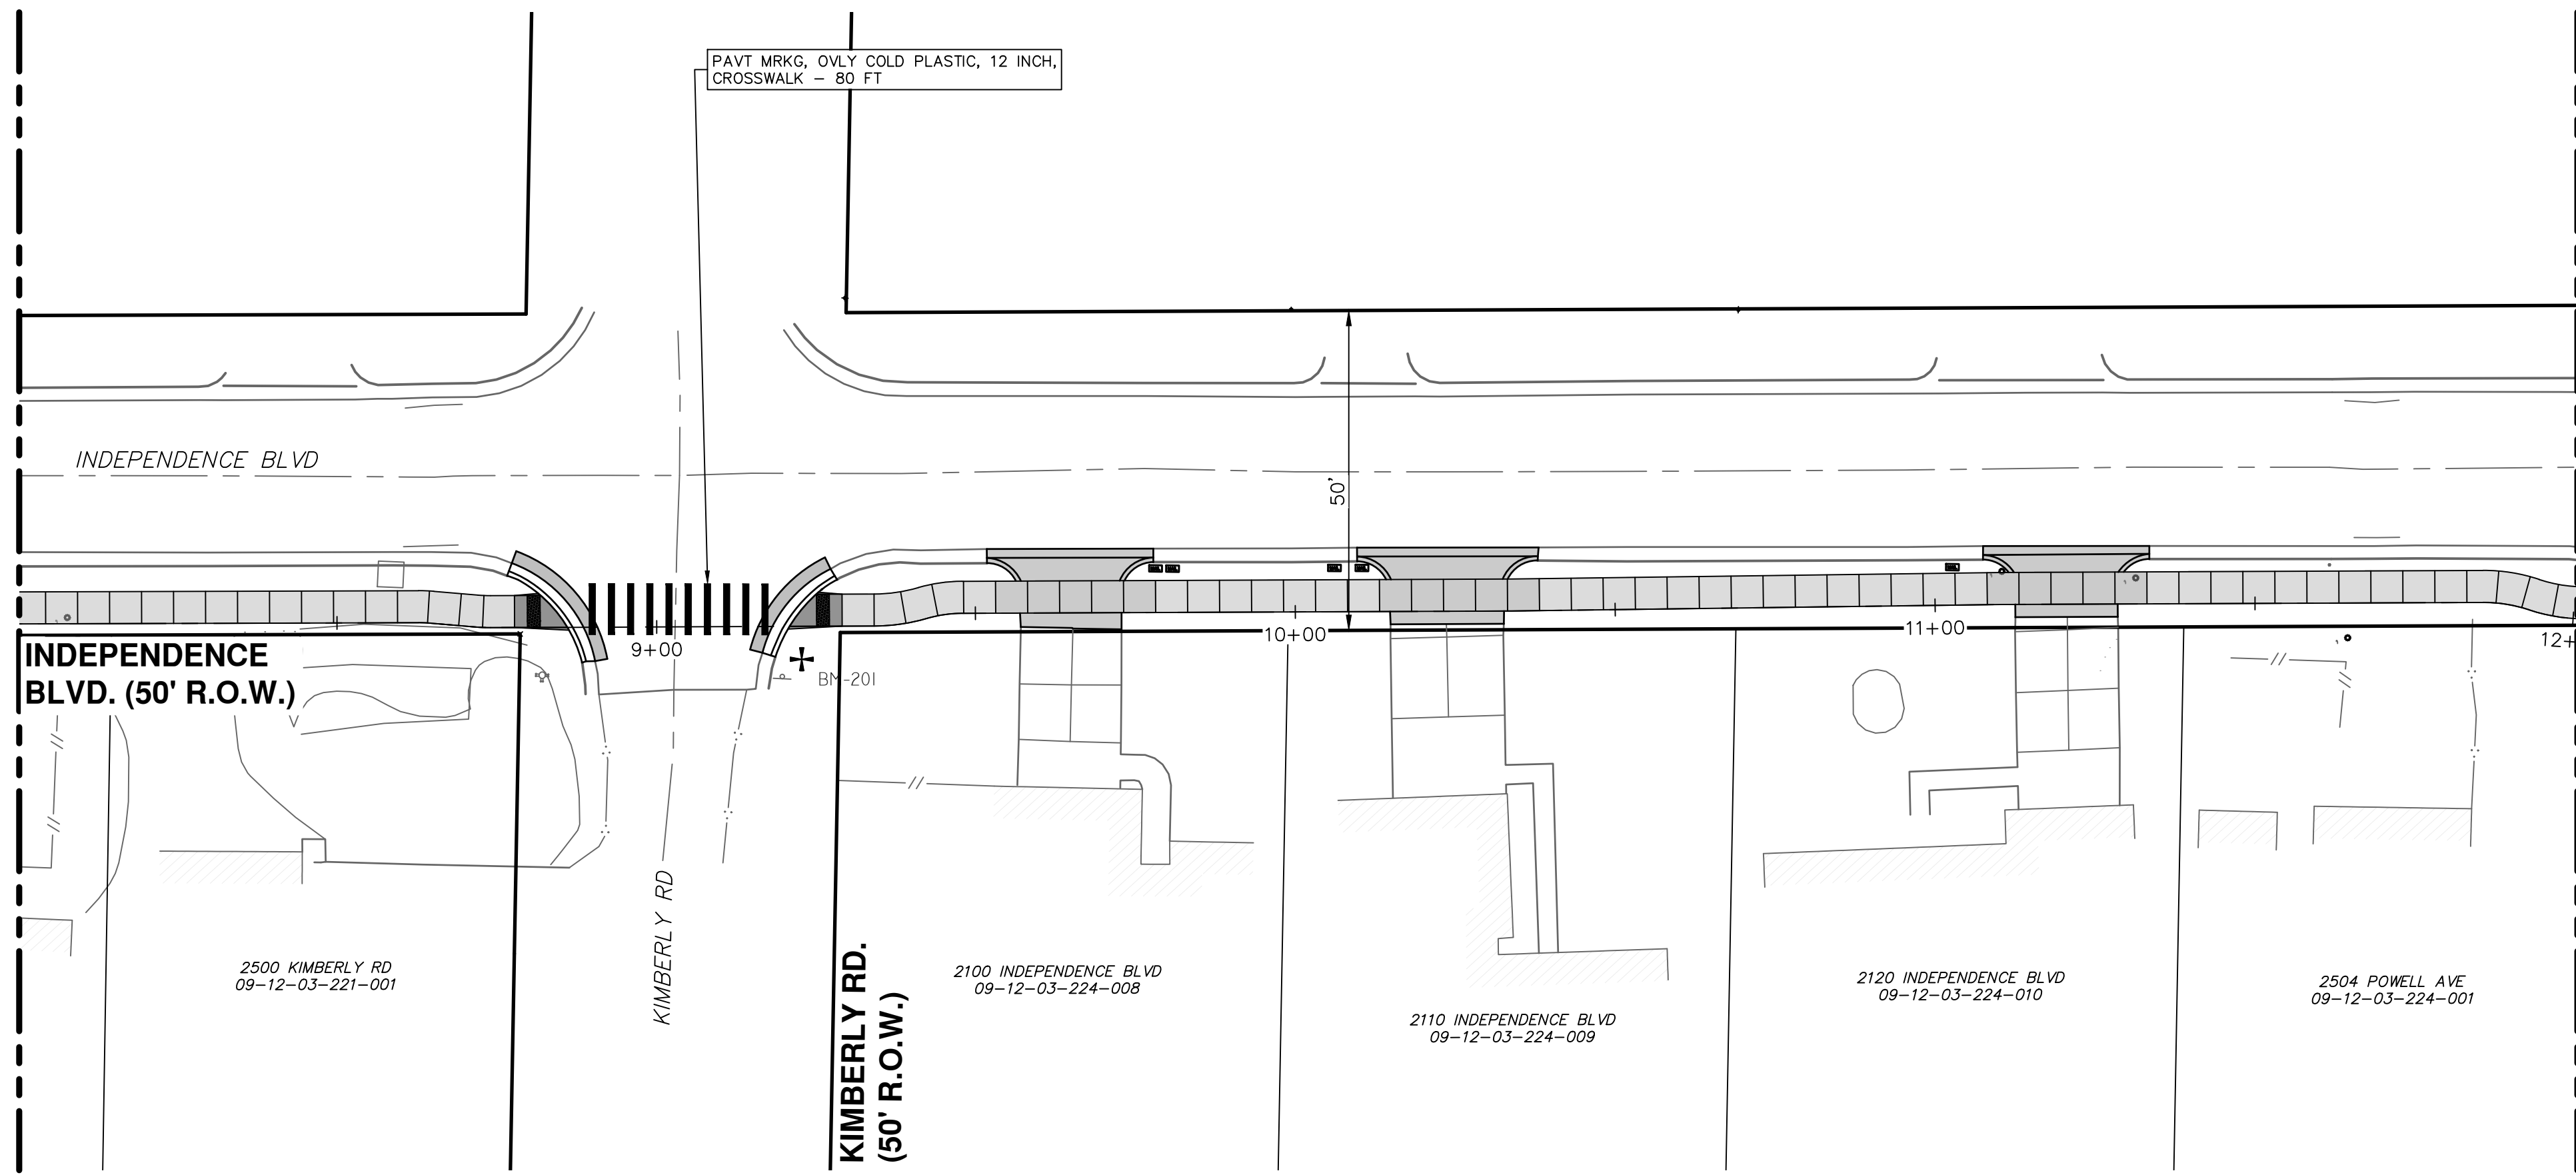 PAVT MRKG, OVLY COLD PLASTIC, 12 INCH,
CROSSWALK – 80 FT
INDEPENDENCE BLVD
50'
INDEPENDENCE
BLVD. (50' R.O.W.)
9+00
10+00
11+00
12+
BM-201
KIMBERLY RD
KIMBERLY RD.
(50' R.O.W.)
2500 KIMBERLY RD
09-12-03-221-001
2100 INDEPENDENCE BLVD
09-12-03-224-008
2110 INDEPENDENCE BLVD
09-12-03-224-009
2120 INDEPENDENCE BLVD
09-12-03-224-010
2504 POWELL AVE
09-12-03-224-001